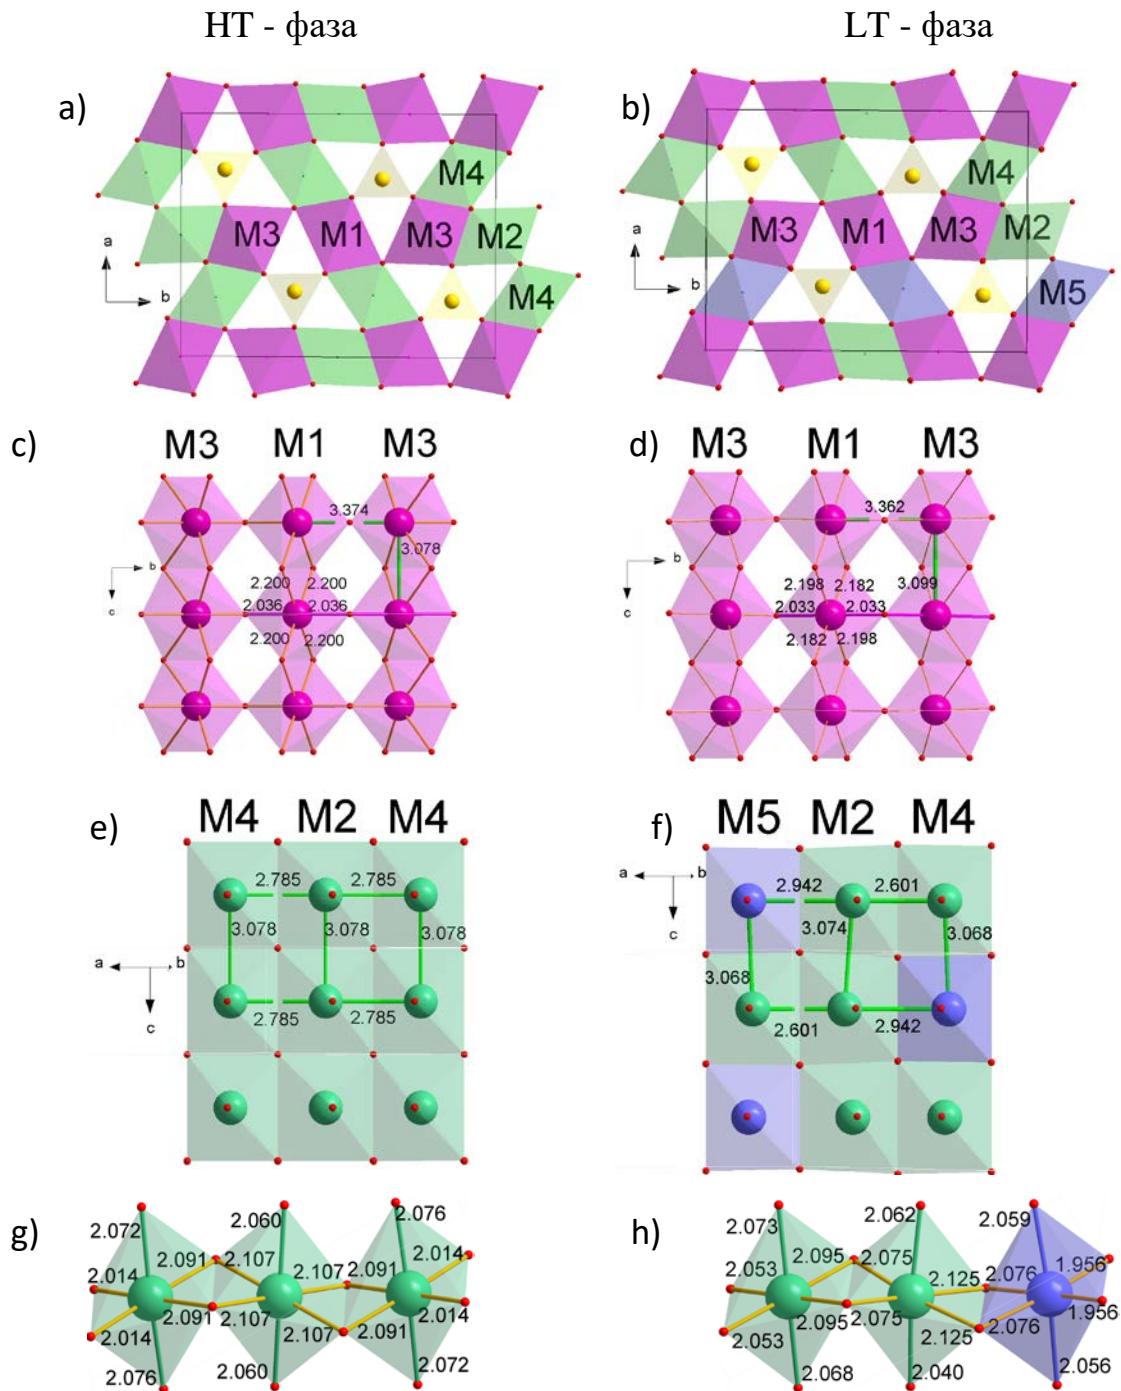 HT - фаза
LT - фаза
a)
M4
M3 M1 M3 M2
M4
a
b
b)
M4
M3 M1 M3 M2
M5
a
b
c)
M3 M1 M3
3.374
3.078
2.200 2.200
2.036 2.036
2.200 2.200
b
c
d)
M3 M1 M3
3.362
2.198 2.182 3.099
2.033 2.033
2.182 2.198
b
c
e)
M4 M2 M4
2.785 2.785
3.078 3.078 3.078
2.785 2.785
a b
c
f)
M5 M2 M4
2.942 2.601
3.074 3.068
3.068
2.601 2.942
a b
c
g)
2.072 2.060 2.076
2.091 2.107 2.014
2.014 2.107 2.091
2.091 2.107 2.014
2.014 2.107 2.091
2.076 2.060 2.072
h)
2.073 2.062 2.059
2.095 2.075 1.956
2.053 2.125 2.076
2.095 2.075 1.956
2.053 2.125 2.076
2.068 2.040 2.056